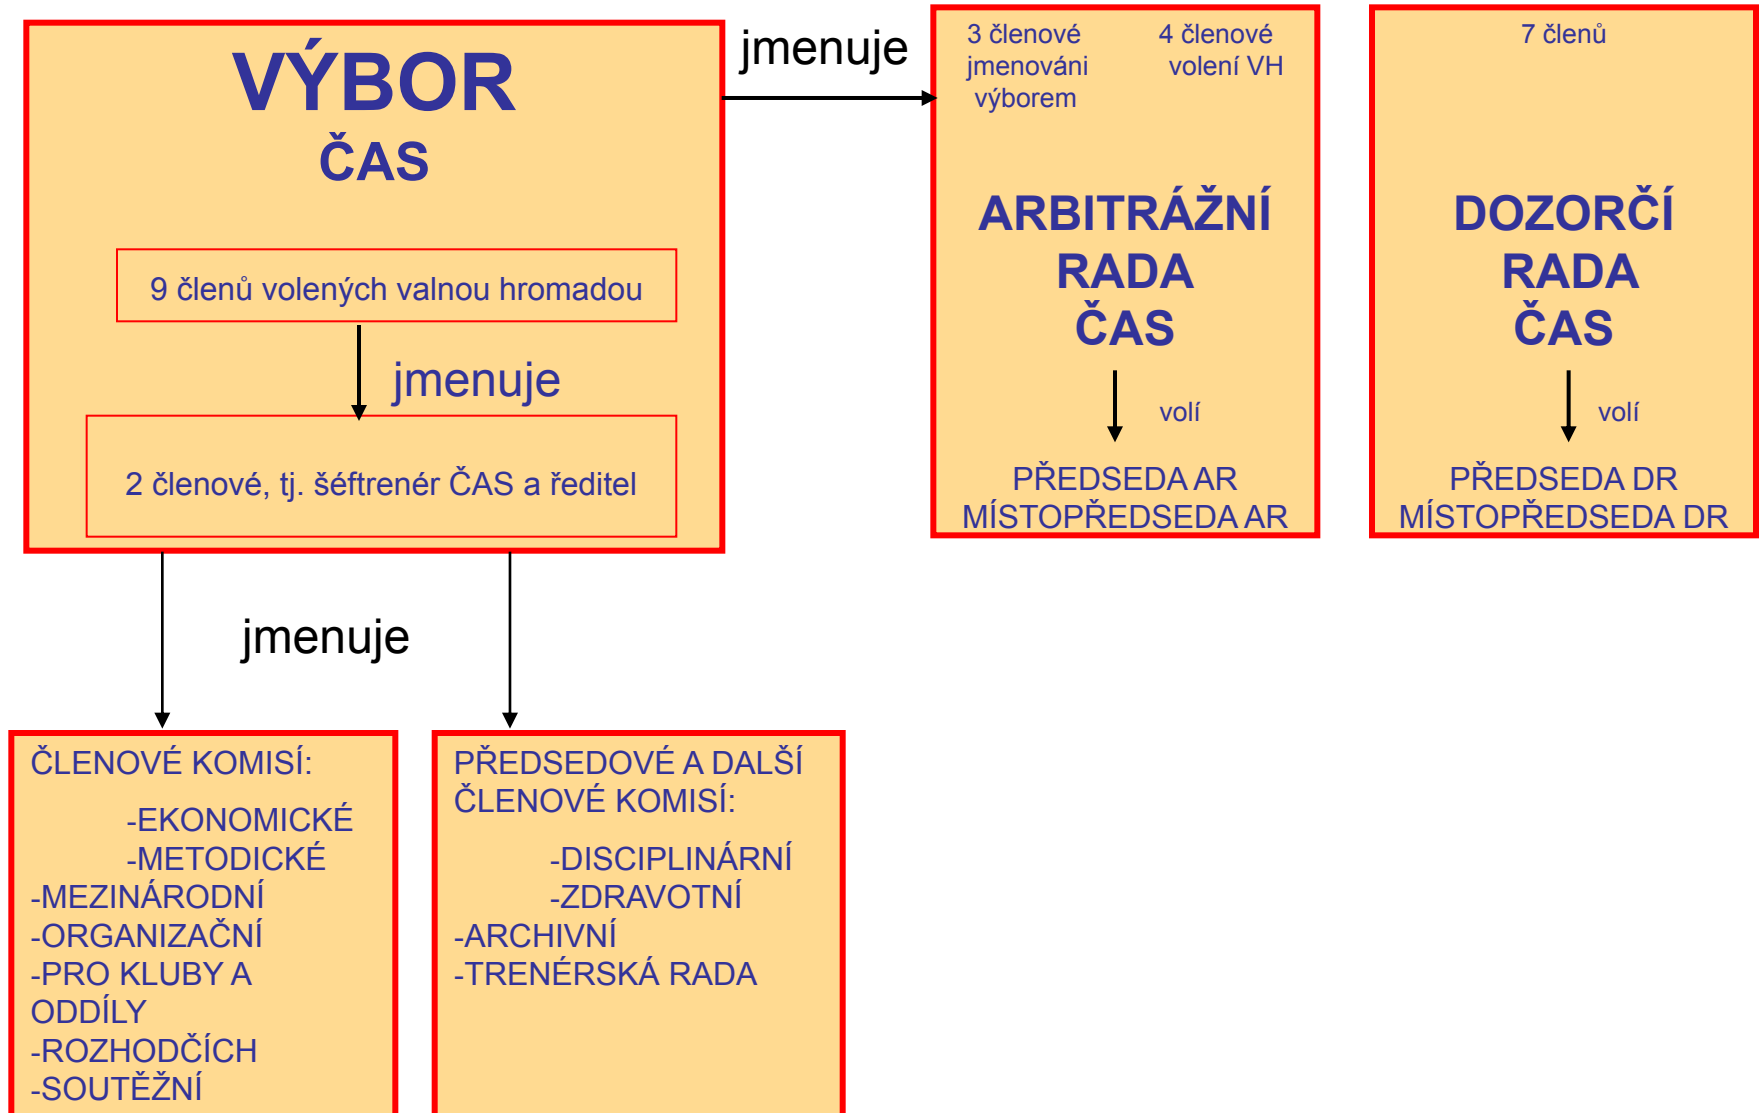 VÝBOR
ČAS
9 členů volených valnou hromadou
jmenuje
2 členové, tj. šéftrenér ČAS a ředitel
jmenuje
3 členové
jmenováni
výborem
4 členové
volení VH
ARBITRÁŽNÍ
RADA
ČAS
volí
PŘEDSEDA AR
MÍSTOPŘEDSEDA AR
7 členů
DOZORČÍ
RADA
ČAS
volí
PŘEDSEDA DR
MÍSTOPŘEDSEDA DR
jmenuje
ČLENOVÉ KOMISÍ:
-EKONOMICKÉ
-METODICKÉ
-MEZINÁRODNÍ
-ORGANIZAČNÍ
-PRO KLUBY A
ODDÍLY
-ROZHODČÍCH
-SOUTĚŽNÍ
PŘEDSEDOVÉ A DALŠÍ
ČLENOVÉ KOMISÍ:
-DISCIPLINÁRNÍ
-ZDRAVOTNÍ
-ARCHIVNÍ
-TRENÉRSKÁ RADA